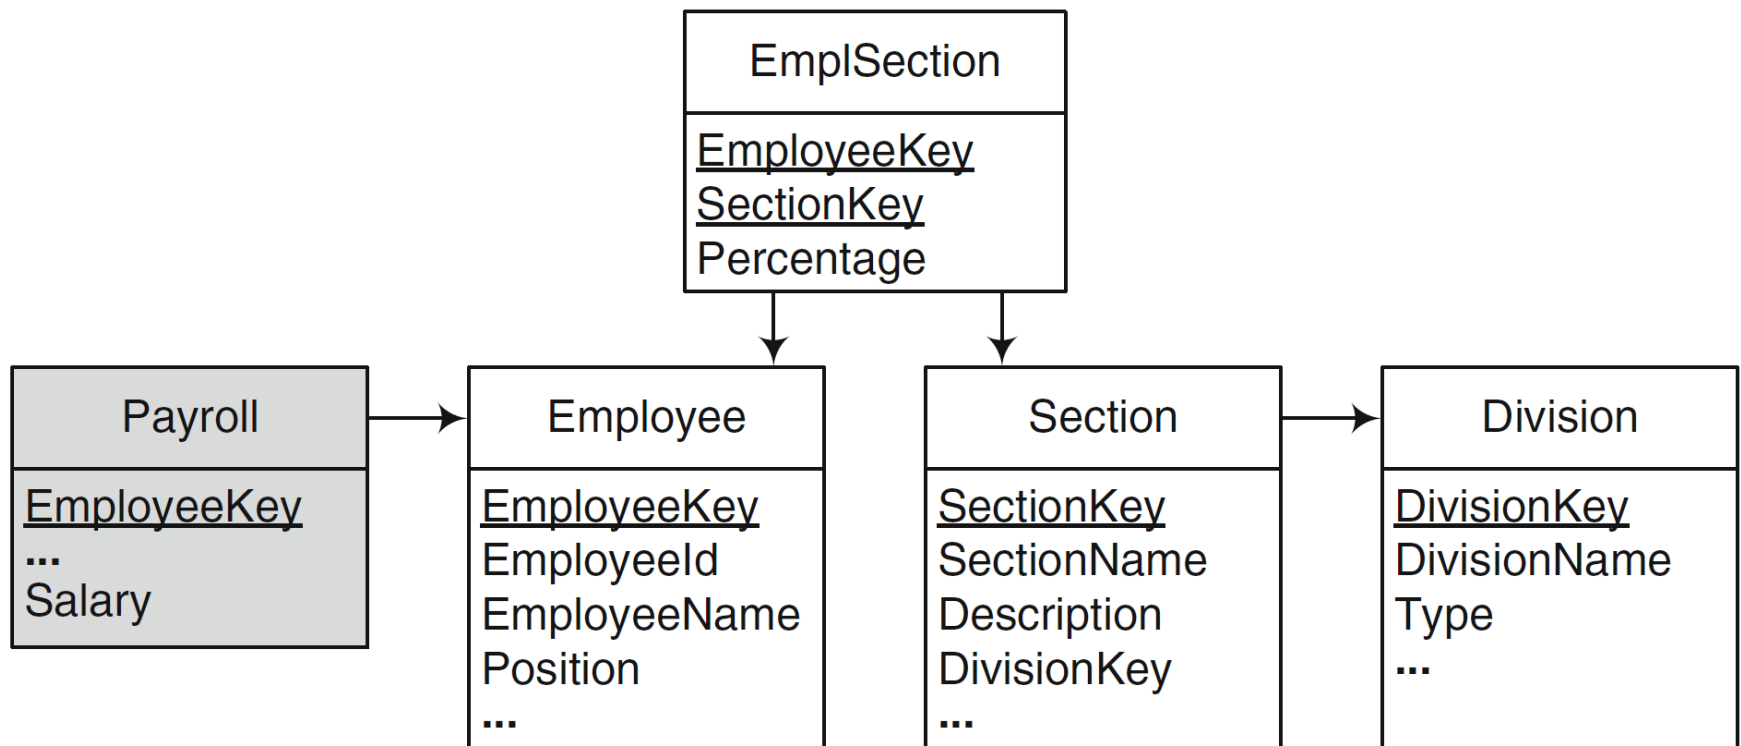 EmplSection
EmployeeKey
SectionKey
Percentage
Payroll
EmployeeKey
...
Salary
Employee
EmployeeKey
EmployeeId
EmployeeName
Position
...
Section
SectionKey
SectionName
Description
DivisionKey
...
Division
DivisionKey
DivisionName
Type
...